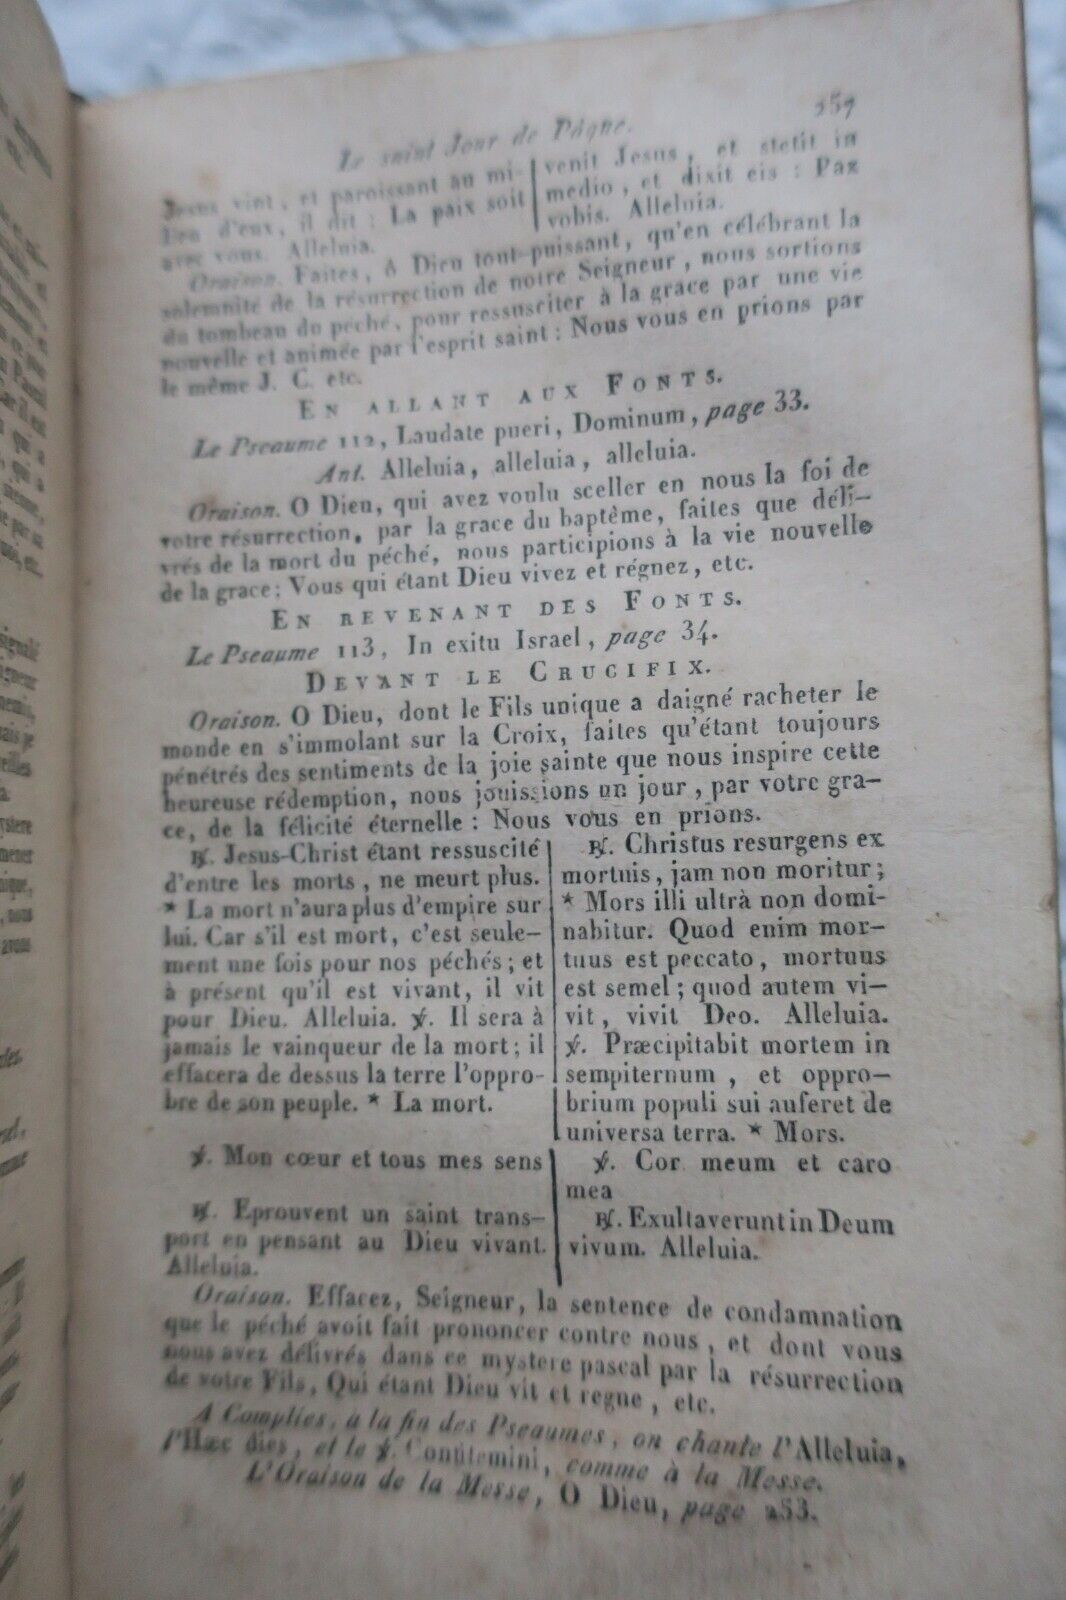 Le saint Jour de Pâque. 257
Jesus vint, et paroissant au mi-
lieu d'eux, il dit : La paix soit
avec vous. Alleluia.
venit Jesus, et stetit in
medio, et dixit eis : Pax
vobis. Alleluia.
Oraison. Faites, ô Dieu tout-puissant, qu'en célébrant la
solemnité de la résurrection de notre Seigneur, nous sortions
du tombeau du péché, pour ressusciter à la grace par une vie
nouvelle et animée par l'esprit saint : Nous vous en prions par
le même J. C. etc.
EN ALLANT AUX FONTS.
Le Pseaume 112, Laudate pueri, Dominum, page 33.
Ant. Alleluia, alleluia, alleluia.
Oraison. O Dieu, qui avez voulu sceller en nous la foi de
votre résurrection, par la grace du baptême, faites que déli-
vrés de la mort du péché, nous participions à la vie nouvelle
de la grace; Vous qui étant Dieu vivez et régnez, etc.
EN REVENANT DES FONTS.
Le Pseaume 113, In exitu Israel, page 34.
DEVANT LE CRUCIFIX.
Oraison. O Dieu, dont le Fils unique a daigné racheter le
monde en s'immolant sur la Croix, faites qu'étant toujours
pénétrés des sentiments de la joie sainte que nous inspire cette
heureuse rédemption, nous jouissions un jour, par votre gra-
ce, de la félicité éternelle : Nous vous en prions.
℟. Jesus-Christ étant ressuscité
d'entre les morts, ne meurt plus.
* La mort n'aura plus d'empire sur
lui. Car s'il est mort, c'est seule-
ment une fois pour nos péchés; et
à présent qu'il est vivant, il vit
pour Dieu. Alleluia. ℣. Il sera à
jamais le vainqueur de la mort; il
effacera de dessus la terre l'oppro-
bre de son peuple. * La mort.
℟. Christus resurgens ex
mortuis, jam non moritur;
* Mors illi ultrà non domi-
nabitur. Quod enim mor-
tuus est peccato, mortuus
est semel; quod autem vi-
vit, vivit Deo. Alleluia.
℣. Præcipitabit mortem in
sempiternum, et oppro-
brium populi sui auferet de
universa terra. * Mors.
℣. Mon cœur et tous mes sens
℟. Eprouvent un saint trans-
port en pensant au Dieu vivant.
Alleluia.
℣. Cor meum et caro
mea
℟. Exultaverunt in Deum
vivum. Alleluia.
Oraison. Effacez, Seigneur, la sentence de condamnation
que le péché avoit fait prononcer contre nous, et dont vous
nous avez délivrés dans ce mystere pascal par la résurrection
de votre Fils, Qui étant Dieu vit et regne, etc.
A Complies, à la fin des Pseaumes, on chante l'Alleluia,
l'Hæc dies, et le ℣. Confitemini, comme à la Messe.
L'Oraison de la Messe, O Dieu, page 253.